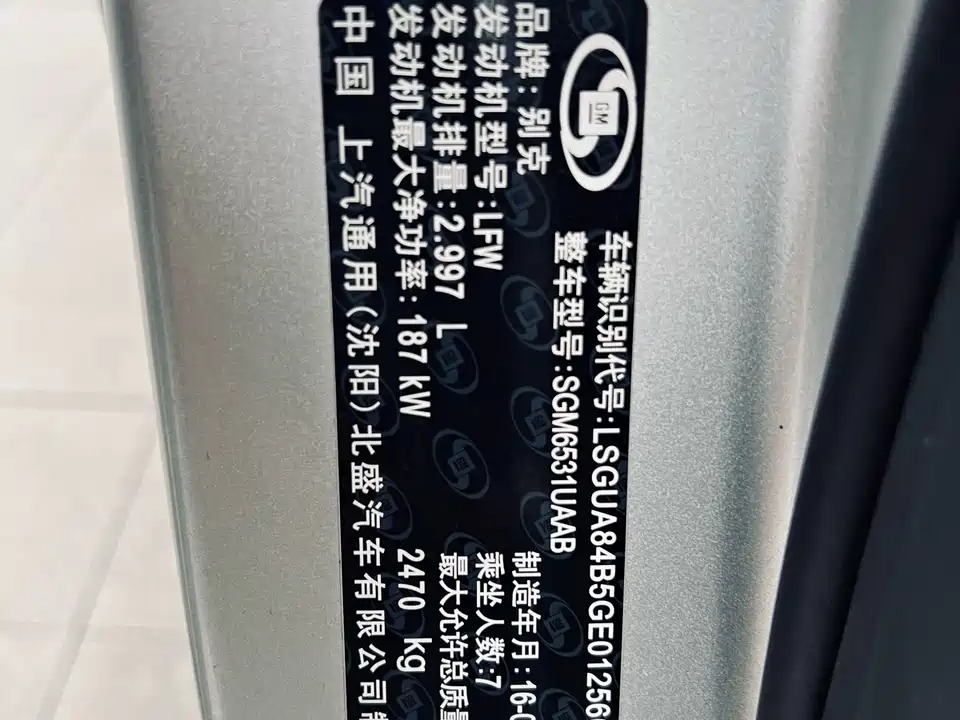 GM
车辆识别代号:LSGUA84B5GE01256
整车型号:SGM6531UAAB
品牌:别克
制造年月:16-0
发动机型号:LFW
乘坐人数:7
发动机排量:2.997 L
最大允许总质量
发动机最大净功率:187kW
2470 kg
中国 上汽通用(沈阳)北盛汽车有限公司制